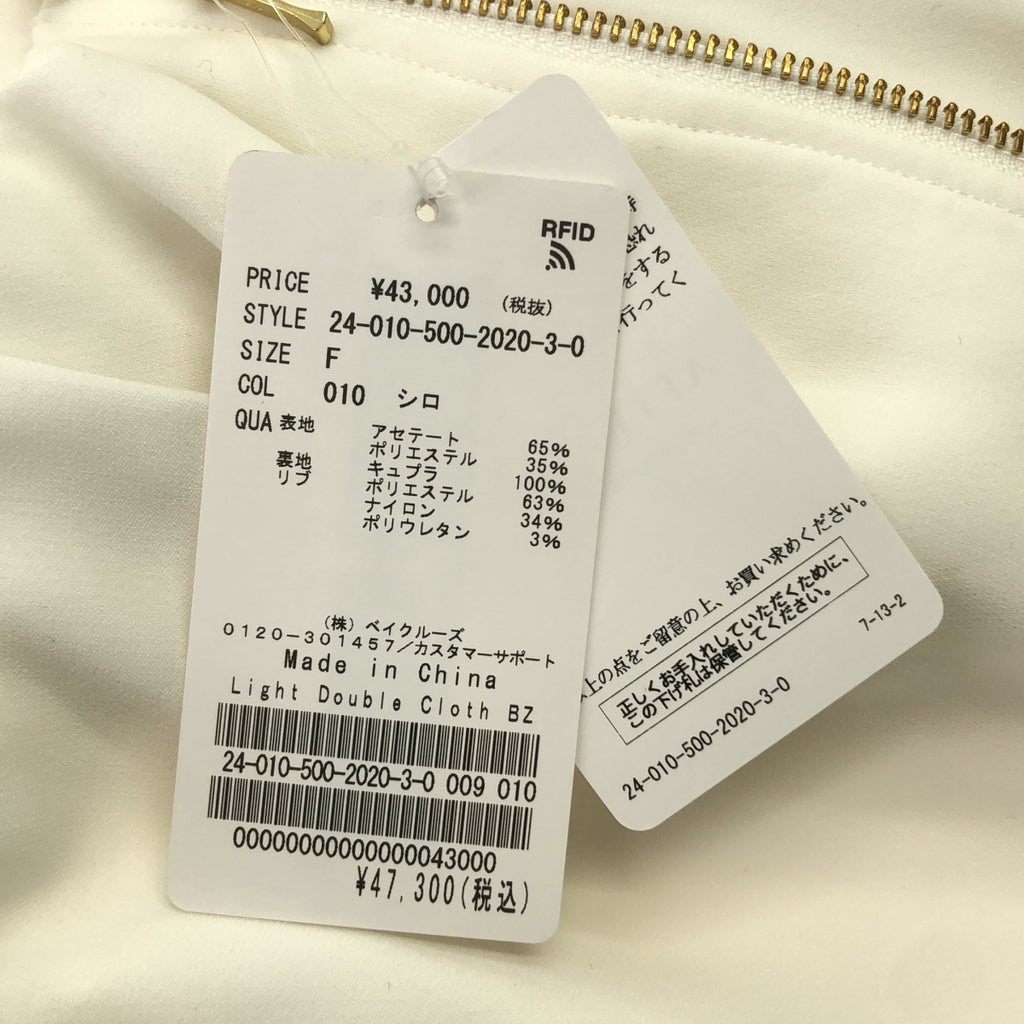 RFID
PRICE ¥43,000 (税抜)
STYLE 24-010-500-2020-3-0
SIZE F
COL 010 シロ
QUA 表地 アセテート 65%
ポリエステル 35%
裏地 キュプラ 100%
リブ ポリエステル 63%
ナイロン 34%
ポリウレタン 3%
(株)ベイクルーズ
0120-301457/カスタマーサポート
Made in China
Light Double Cloth BZ
24-010-500-2020-3-0 009 010
00000000000000043000
¥47,300(税込)
をする
行ってく
上の点をご留意の上、お買い求めください。
正しくお手入れしていただくために、
この下げ札は保管してください。
7-13-2
24-010-500-2020-3-0